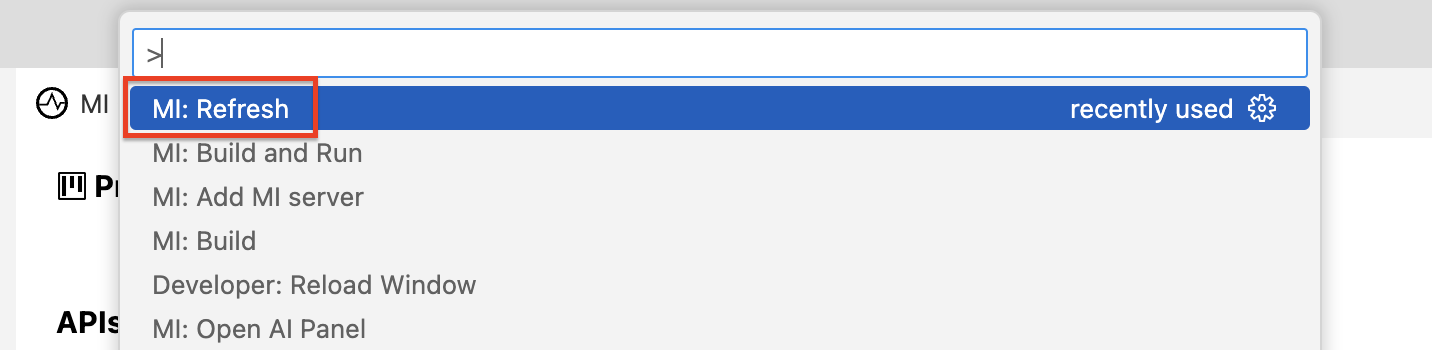 >
MI: Refresh recently used
MI
MI: Build and Run
MI: Add MI server
MI: Build
Developer: Reload Window
APIs
MI: Open AI Panel